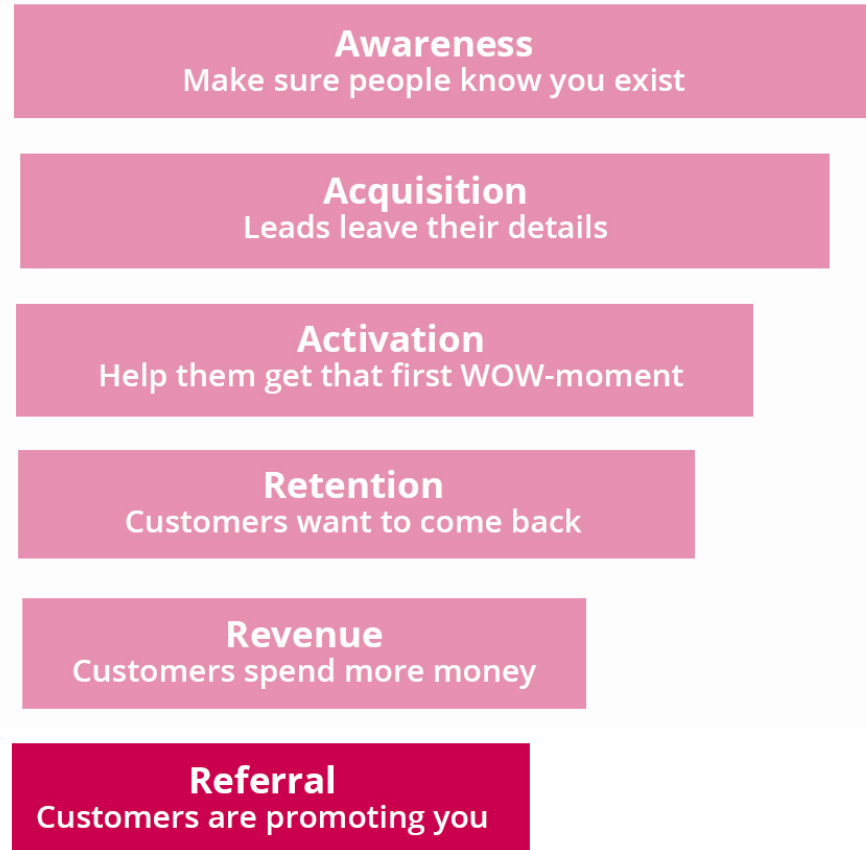 Awareness
Make sure people know you exist
Acquisition
Leads leave their details
Activation
Help them get that first WOW-moment
Retention
Customers want to come back
Revenue
Customers spend more money
Referral
Customers are promoting you